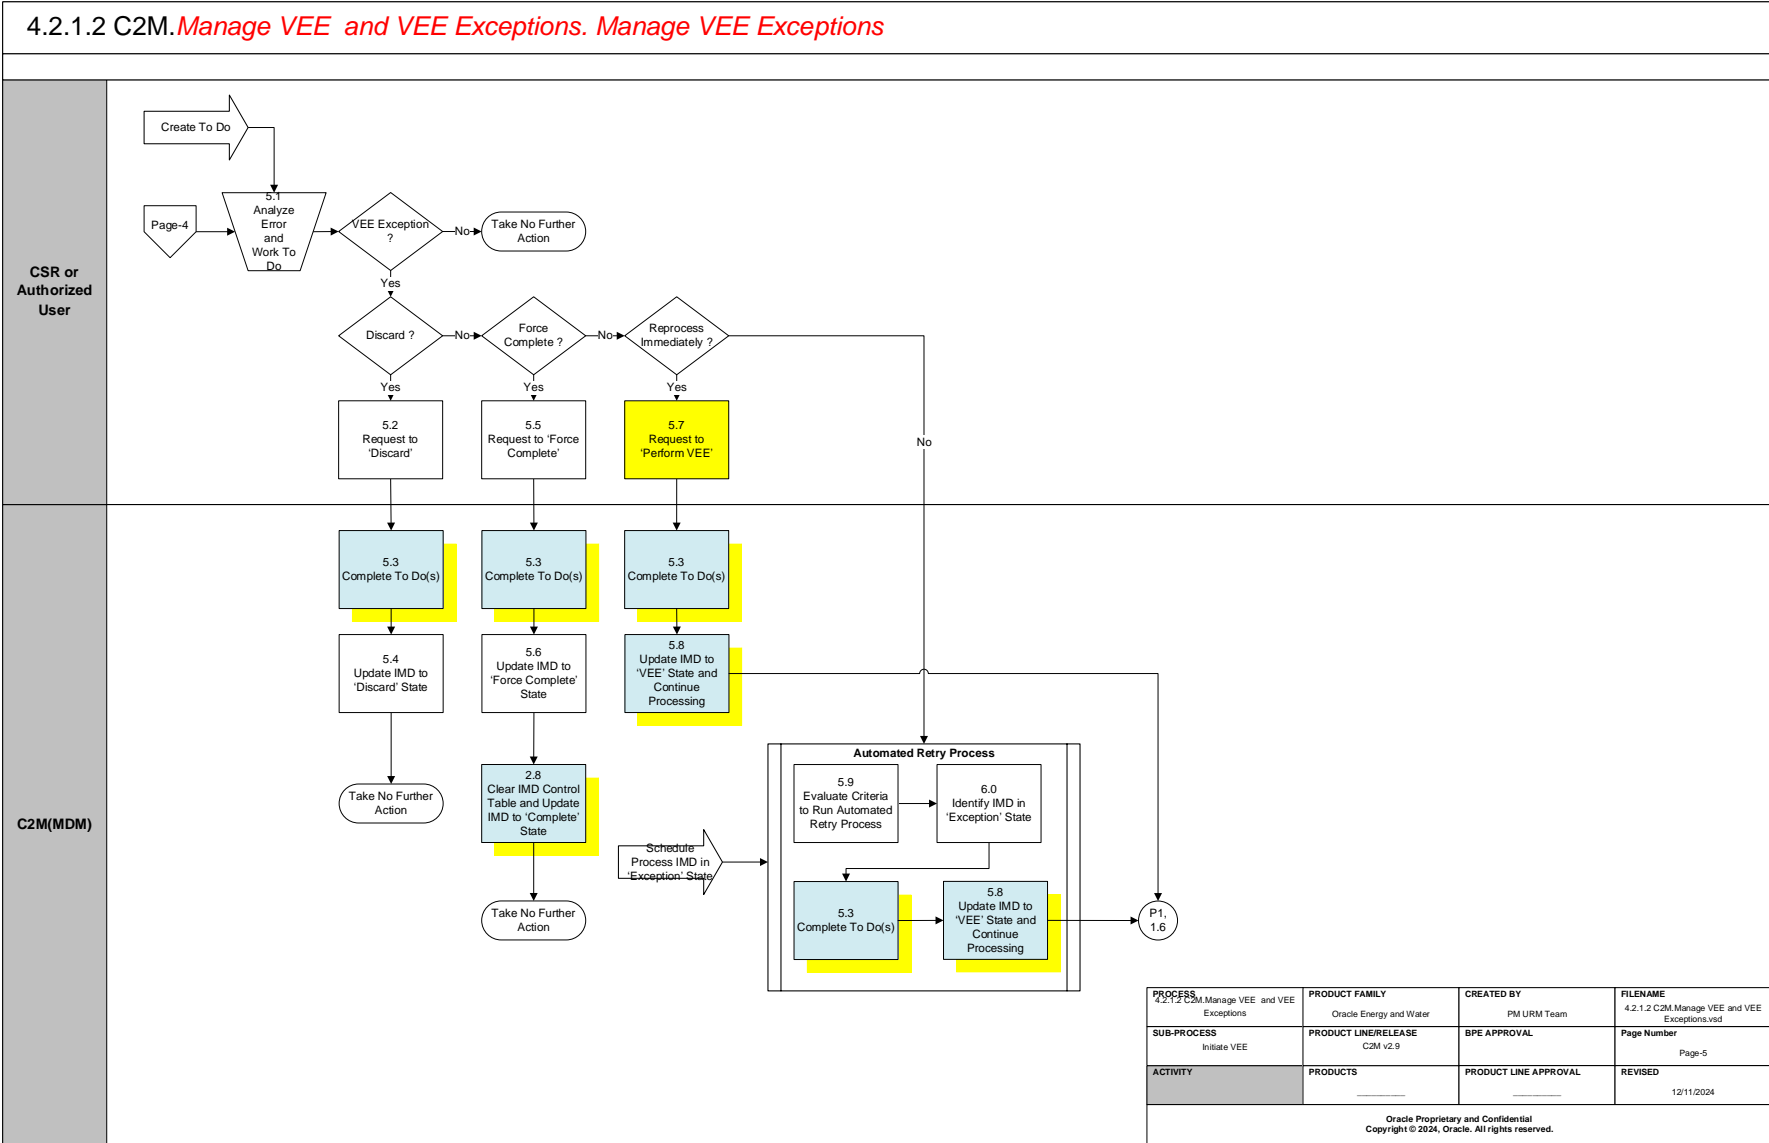 4.2.1.2 C2M.Manage VEE and VEE Exceptions. Manage VEE Exceptions
CSR or
Authorized
User
Create To Do
Page-4
5.1
Analyze
Error
and
Work To
Do
VEE Exception
?
No
Take No Further
Action
Yes
Discard ?
No
Force
Complete ?
No
Reprocess
Immediately ?
Yes
Yes
Yes
No
5.2
Request to
‘Discard’
5.5
Request to ‘Force
Complete’
5.7
Request to
‘Perform VEE’
C2M(MDM)
5.3
Complete To Do(s)
5.3
Complete To Do(s)
5.3
Complete To Do(s)
5.4
Update IMD to
‘Discard’ State
5.6
Update IMD to
‘Force Complete’
State
5.8
Update IMD to
‘VEE’ State and
Continue
Processing
Take No Further
Action
2.8
Clear IMD Control
Table and Update
IMD to ‘Complete’
State
Take No Further
Action
Schedule
Process IMD in
‘Exception’ State
Automated Retry Process
5.9
Evaluate Criteria
to Run Automated
Retry Process
6.0
Identify IMD in
‘Exception’ State
5.3
Complete To Do(s)
5.8
Update IMD to
‘VEE’ State and
Continue
Processing
P1,
1.6
PROCESS
4.2.1.2 C2M.Manage VEE and VEE
Exceptions
PRODUCT FAMILY
Oracle Energy and Water
CREATED BY
PM URM Team
FILENAME
4.2.1.2 C2M.Manage VEE and VEE
Exceptions.vsd
SUB-PROCESS
Initiate VEE
PRODUCT LINE/RELEASE
C2M v2.9
BPE APPROVAL
Page Number
Page-5
ACTIVITY
PRODUCTS
PRODUCT LINE APPROVAL
REVISED
12/11/2024
Oracle Proprietary and Confidential
Copyright © 2024, Oracle. All rights reserved.